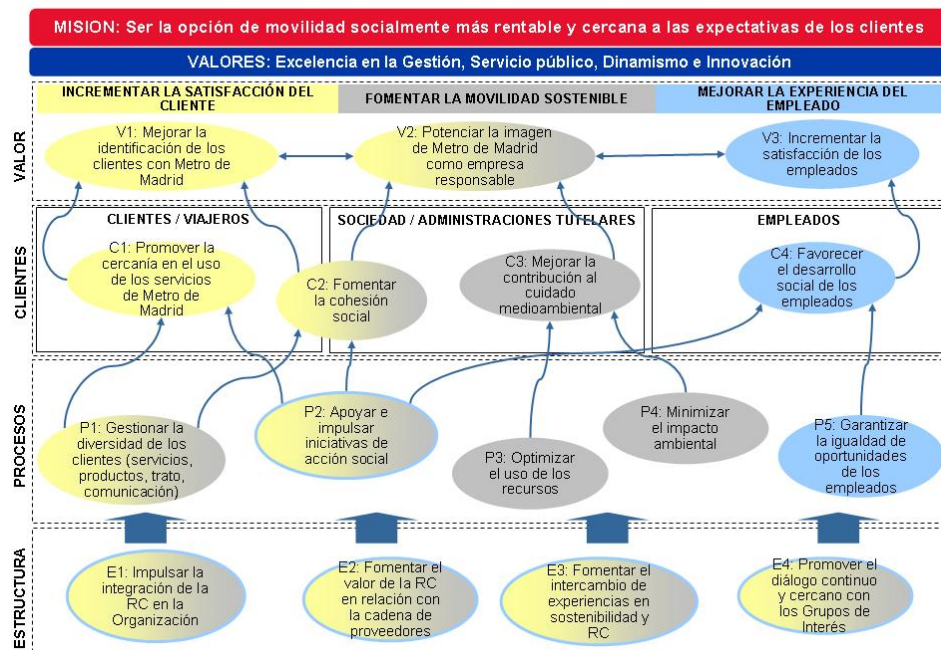 MISION: Ser la opción de movilidad socialmente más rentable y cercana a las expectativas de los clientes
VALORES: Excelencia en la Gestión, Servicio público, Dinamismo e Innovación
INCREMENTAR LA SATISFACCIÓN DEL
CLIENTE
FOMENTAR LA MOVILIDAD SOSTENIBLE
MEJORAR LA EXPERIENCIA DEL
EMPLEADO
VALOR
V1: Mejorar la
identificación de los
clientes con Metro de
Madrid
V2: Potenciar la imagen
de Metro de Madrid
como empresa
responsable
V3: Incrementar la
satisfacción de los
empleados
CLIENTES
CLIENTES / VIAJEROS
SOCIEDAD / ADMINISTRACIONES TUTELARES
EMPLEADOS
C1: Promover la
cercanía en el uso
de los servicios
de Metro de
Madrid
C2: Fomentar
la cohesión
social
C3: Mejorar la
contribución al
cuidado
medioambiental
C4: Favorecer
el desarrollo
social de los
empleados
PROCESOS
P1: Gestionar la
diversidad de los
clientes (servicios,
productos, trato,
comunicación)
P2: Apoyar e
impulsar
iniciativas de
acción social
P3: Optimizar
el uso de los
recursos
P4: Minimizar
el impacto
ambiental
P5: Garantizar
la igualdad de
oportunidades
de los
empleados
ESTRUCTURA
E1: Impulsar la
integración de la
RC en la
Organización
E2: Fomentar el
valor de la RC
en relación con
la cadena de
proveedores
E3: Fomentar el
intercambio de
experiencias en
sostenibilidad y
RC
E4: Promover el
diálogo continuo
y cercano con
los Grupos de
Interés